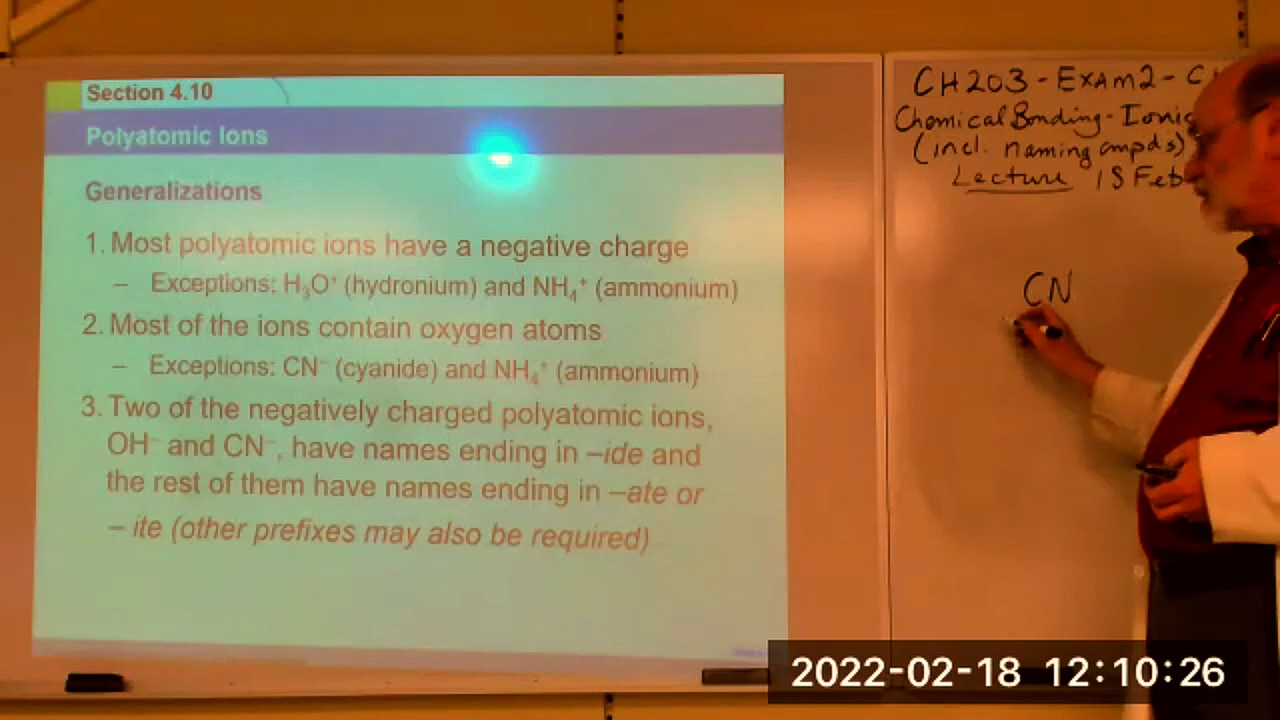 Section 4.10
Polyatomic Ions
Generalizations
1. Most polyatomic ions have a negative charge
– Exceptions: H₃O⁺ (hydronium) and NH₄⁺ (ammonium)
2. Most of the ions contain oxygen atoms
– Exceptions: CN⁻ (cyanide) and NH₄⁺ (ammonium)
3. Two of the negatively charged polyatomic ions,
OH⁻ and CN⁻, have names ending in –ide and
the rest of them have names ending in –ate or
– ite (other prefixes may also be required)
CH203-EXAM2-C
Chemical Bonding-Ionic
(incl. naming cmpds)
Lecture 18 Feb
CN
2022-02-18 12:10:26